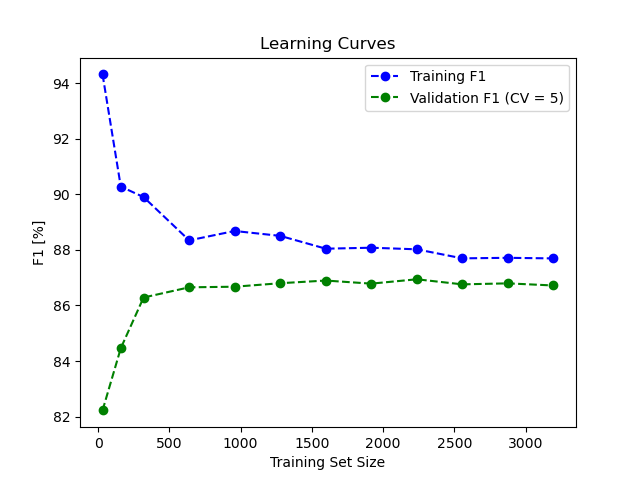 Learning Curves
Training F1
Validation F1 (CV = 5)
94
92
90
88
86
84
82
F1 [%]
0 500 1000 1500 2000 2500 3000
Training Set Size